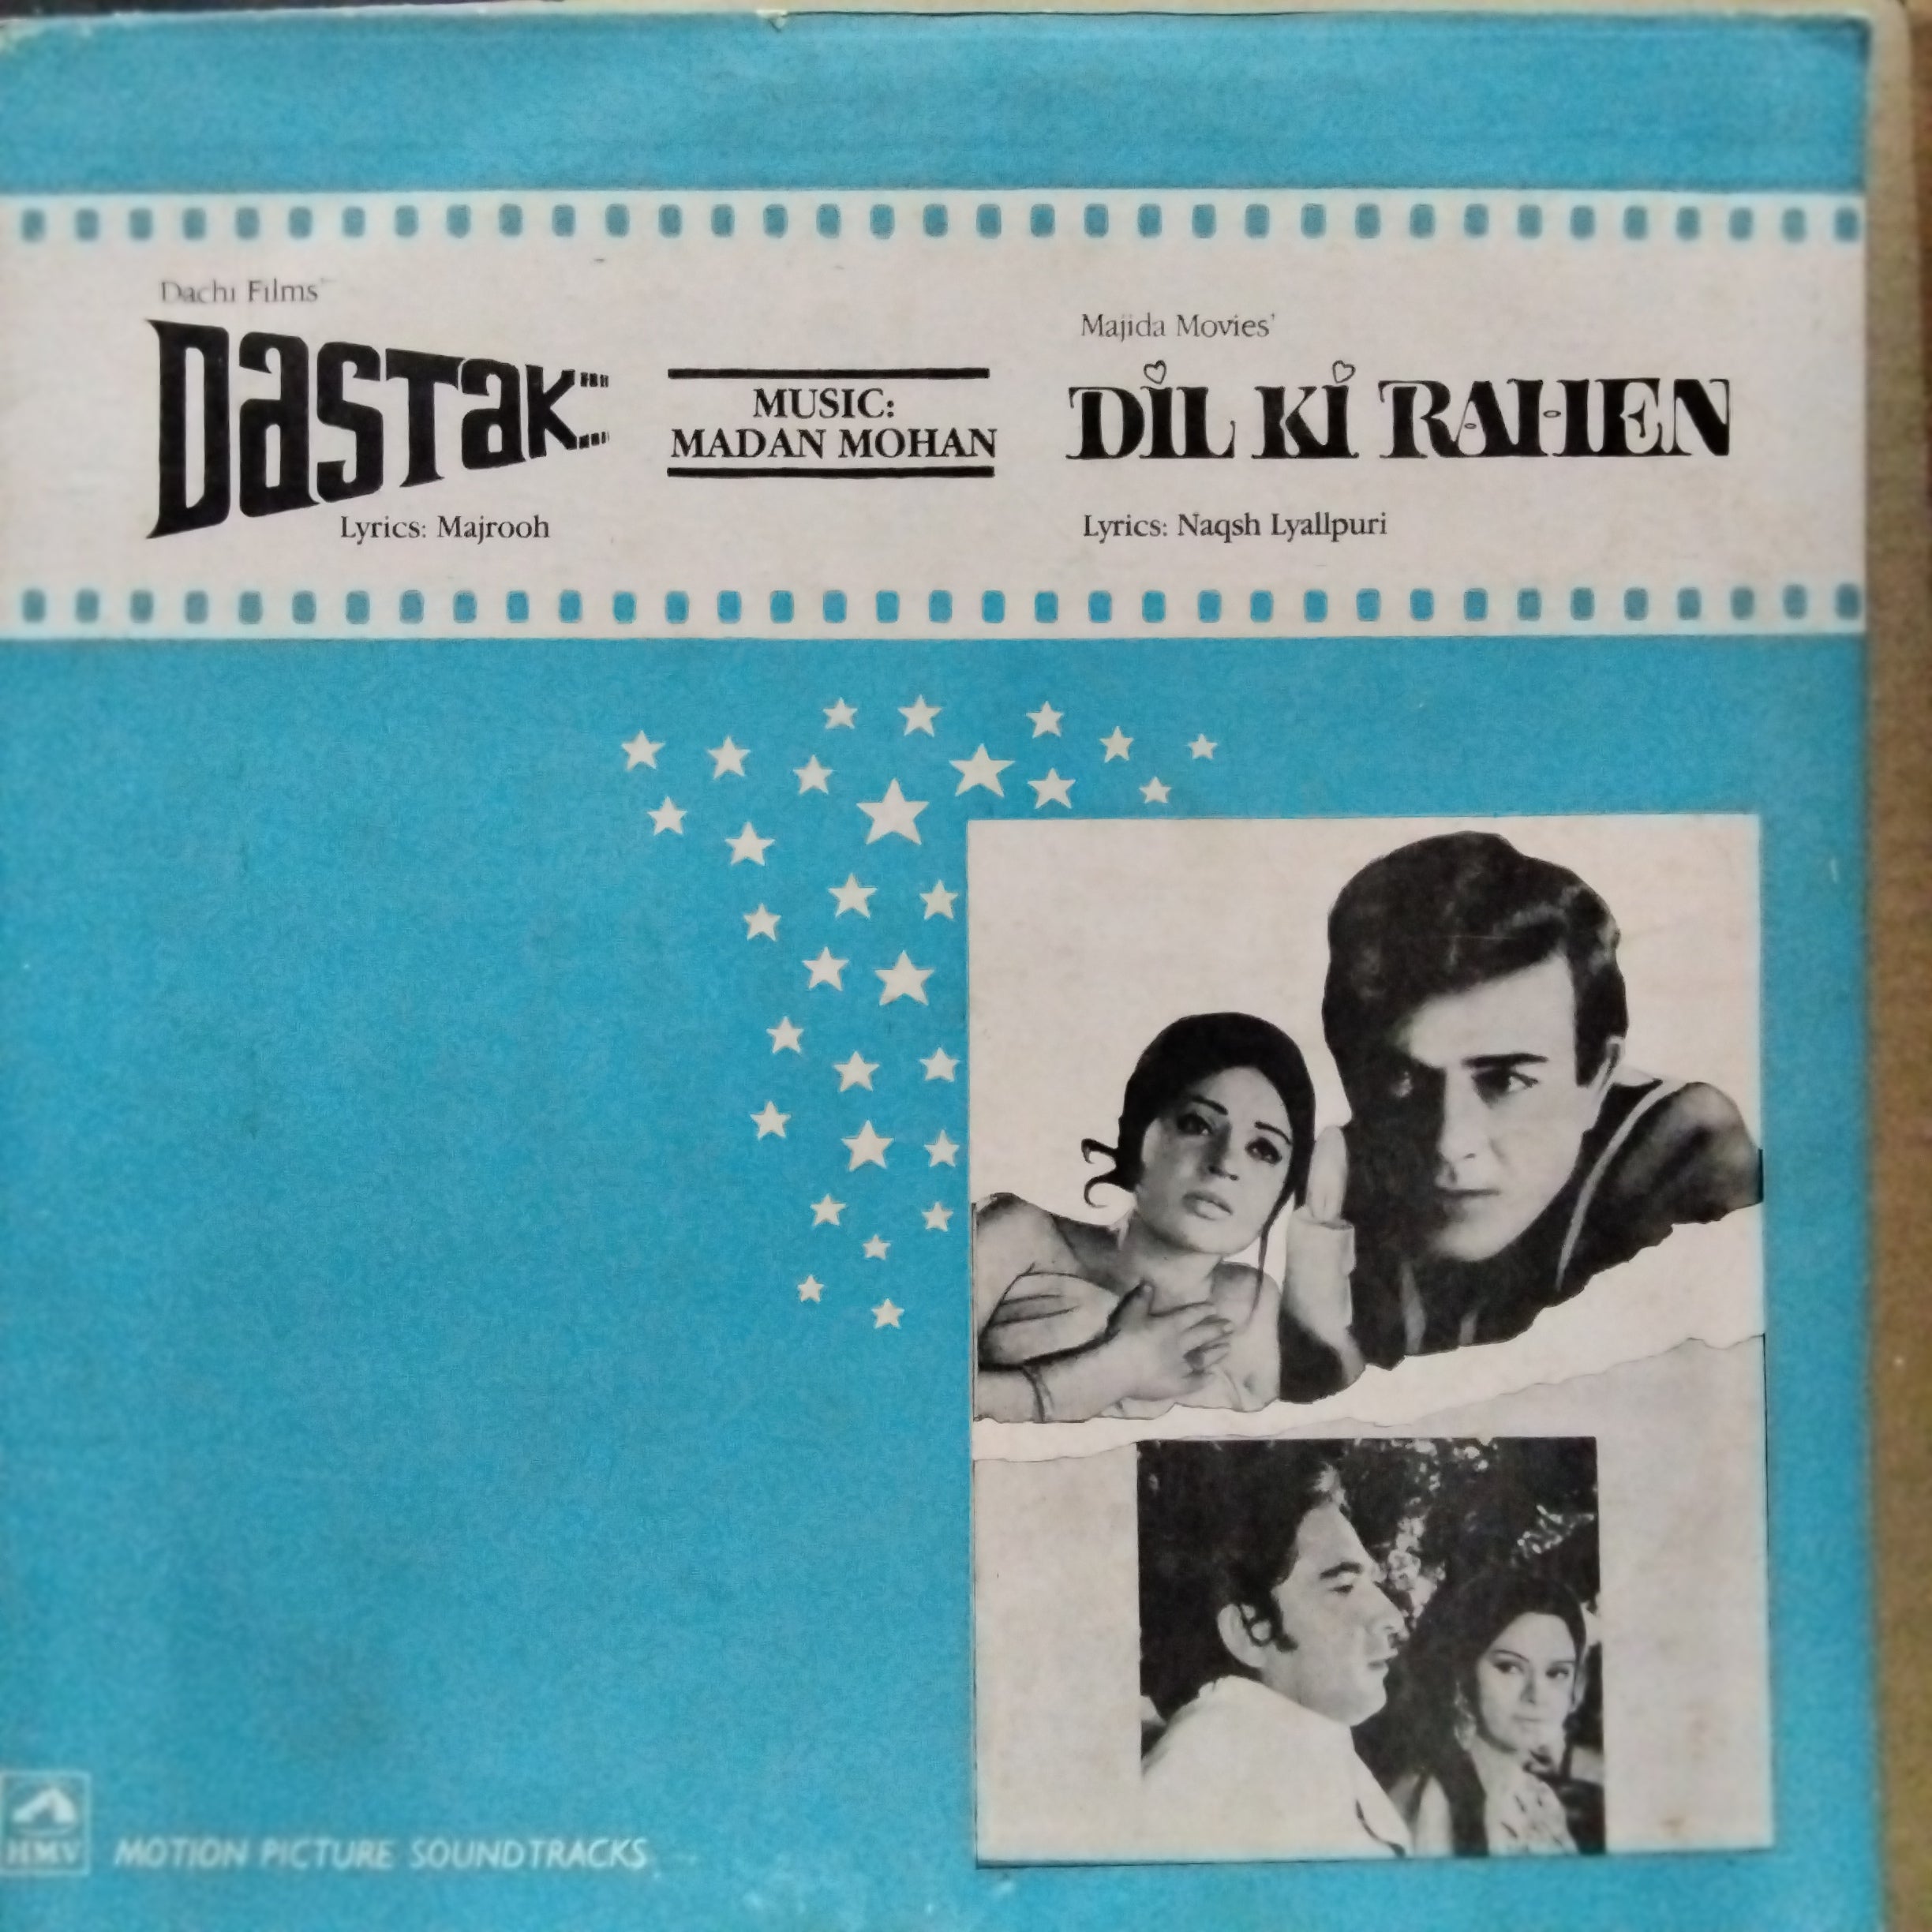 Dachi Films'
DASTAK...
Lyrics: Majrooh
MUSIC:
MADAN MOHAN
Majida Movies'
DIL KI RAHEN
Lyrics: Naqsh Lyallpuri
HMV
MOTION PICTURE SOUNDTRACKS